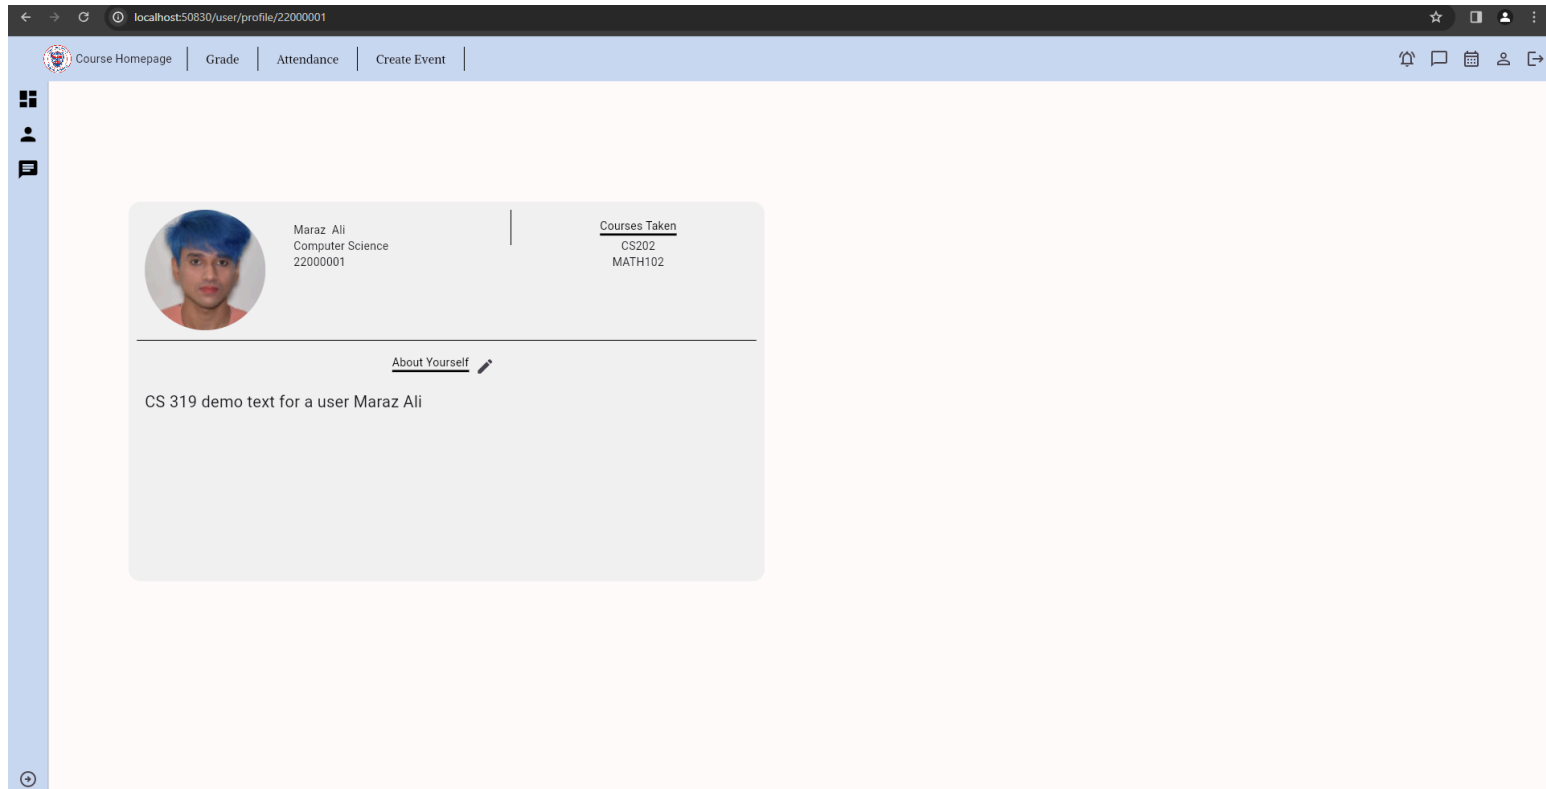 localhost:50830/user/profile/22000001
Course Homepage
Grade
Attendance
Create Event
Maraz Ali
Computer Science
22000001
Courses Taken
CS202
MATH102
About Yourself
CS 319 demo text for a user Maraz Ali